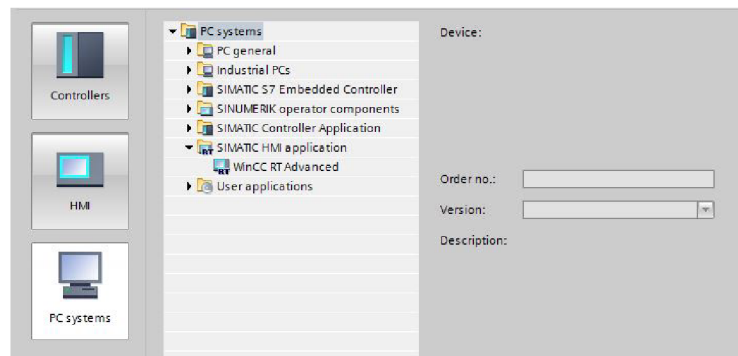 Controllers
HMI
PC systems
PC systems
PC general
Industrial PCs
SIMATIC S7 Embedded Controller
SINUMERIK operator components
SIMATIC Controller Application
SIMATIC HMI application
WinCC RT Advanced
User applications
Device:
Order no.:
Version:
Description: